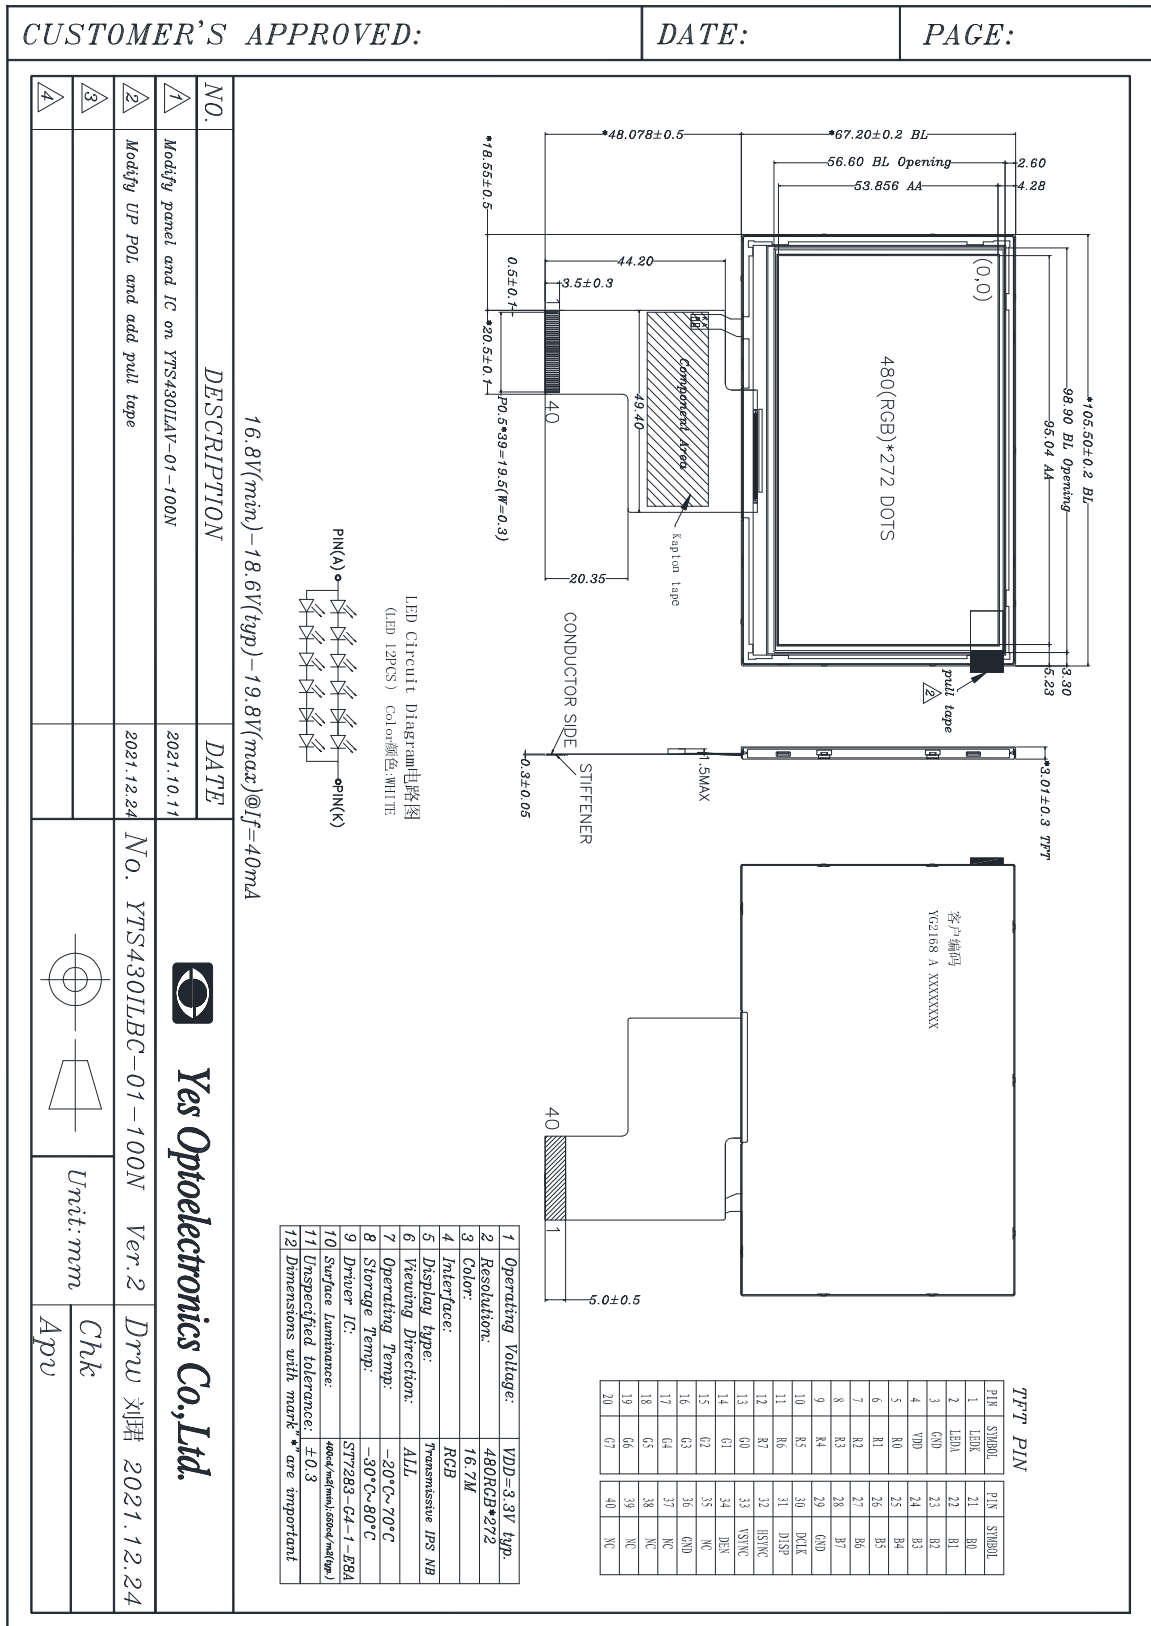 CUSTOMER'S APPROVED:
DATE:
PAGE:
*105.50±0.2 BL
98.90 BL Opening
95.04 AA
3.30
5.23
*67.20±0.2 BL
56.60 BL Opening
2.60
53.856 AA
4.28
(0,0)
480(RGB)*272 DOTS
pull tape
2
*48.078±0.5
44.20
3.5±0.3
*18.55±0.5
0.5±0.1
*20.5±0.1
P0.5*39=19.5(W=0.3)
49.40
Component Area
K A
Kapton tape
1
40
20.35
*3.01±0.3 TFT
1.5MAX
CONDUCTOR SIDE
STIFFENER
0.3±0.05
客户编码
YG2168 A XXXXXXXX
40
1
5.0±0.5
LED Circuit Diagram电路图
(LED 12PCS) Color颜色:WHITE
PIN(A)
PIN(K)
16.8V(min)-18.6V(typ)-19.8V(max)@If=40mA
TFT PIN
PIN SYMBOL PIN SYMBOL
1 LEDK 21 B0
2 LEDA 22 B1
3 GND 23 B2
4 VDD 24 B3
5 R0 25 B4
6 R1 26 B5
7 R2 27 B6
8 R3 28 B7
9 R4 29 GND
10 R5 30 DCLK
11 R6 31 DISP
12 R7 32 HSYNC
13 G0 33 VSYNC
14 G1 34 DEN
15 G2 35 NC
16 G3 36 GND
17 G4 37 NC
18 G5 38 NC
19 G6 39 NC
20 G7 40 NC
1 Operating Voltage: VDD=3.3V typ.
2 Resolution: 480RGB*272
3 Color: 16.7M
4 Interface: RGB
5 Display type: Transmissive IPS NB
6 Viewing Direction: ALL
7 Operating Temp: -20°C~70°C
8 Storage Temp: -30°C~80°C
9 Driver IC: ST7283-G4-1-E8A
10 Surface Luminance: 400cd/m2(min);550cd/m2(typ.)
11 Unspecified tolerance: ±0.3
12 Dimensions with mark"*" are important
NO. DESCRIPTION DATE
1 Modify panel and IC on YTS430ILAV-01-100N 2021.10.11
2 Modify UP POL and add pull tape 2021.12.24
3
4
Yes Optoelectronics Co.,Ltd.
No. YTS430ILBC-01-100N Ver.2
Drw 刘珺 2021.12.24
Unit:mm
Chk
Apv